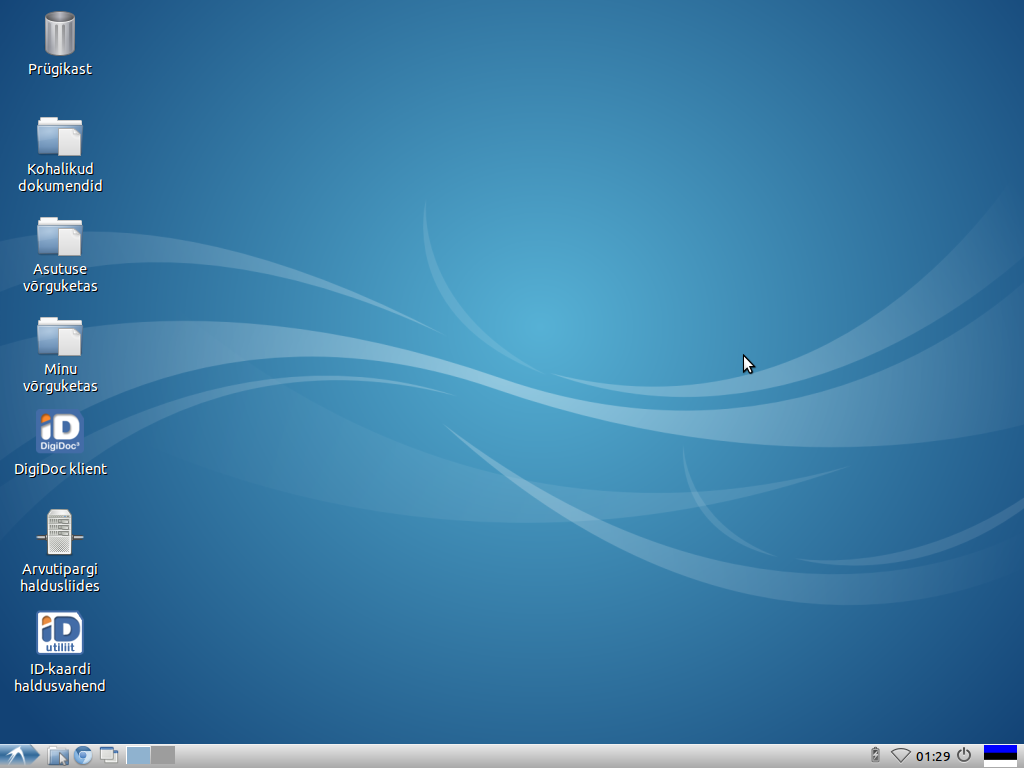 Prügikast
Kohalikud
dokumendid
Asutuse
võrguketas
Minu
võrguketas
iD
DigiDoc³
DigiDoc klient
Arvutipargi
haldusliides
iD
utiliit
ID-kaardi
haldusvahend
01:29